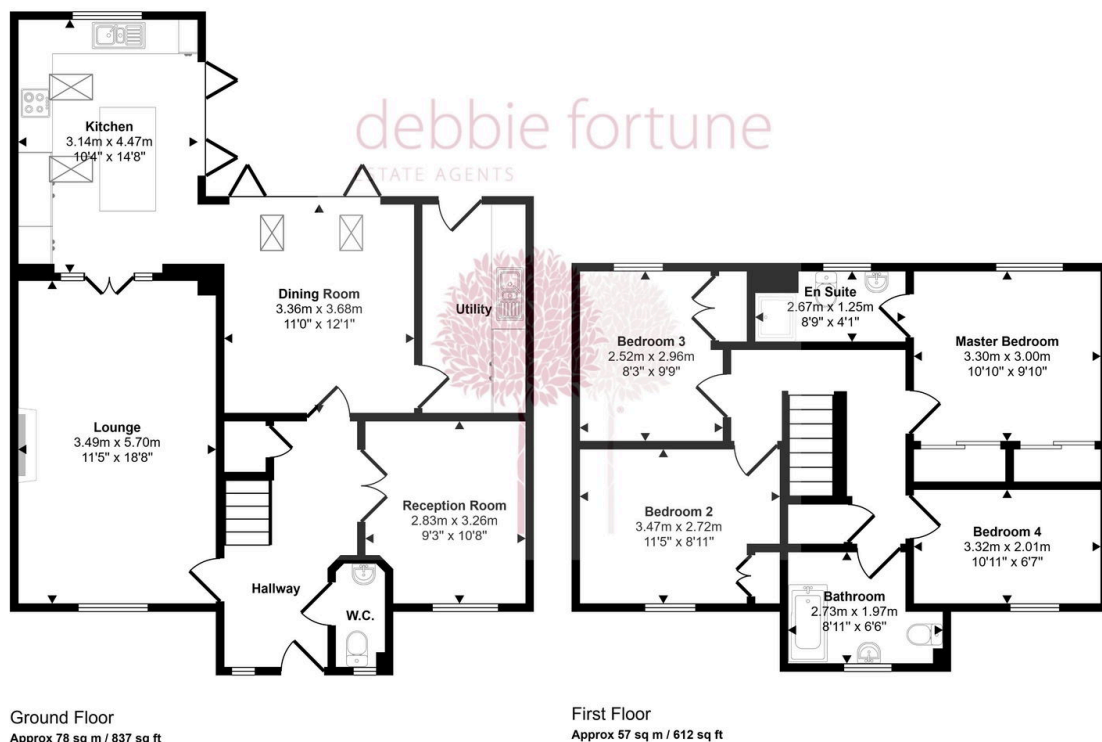 Kitchen
3.14m x 4.47m
10'4" x 14'8"
debbie fortune
ESTATE AGENTS
Dining Room
3.36m x 3.68m
11'0" x 12'1"
Utility
Lounge
3.49m x 5.70m
11'5" x 18'8"
Reception Room
2.83m x 3.26m
9'3" x 10'8"
Hallway
W.C.
Ground Floor
Approx 78 sq m / 837 sq ft
En Suite
2.67m x 1.25m
8'9" x 4'1"
Bedroom 3
2.52m x 2.96m
8'3" x 9'9"
Master Bedroom
3.30m x 3.00m
10'10" x 9'10"
Bedroom 2
3.47m x 2.72m
11'5" x 8'11"
Bedroom 4
3.32m x 2.01m
10'11" x 6'7"
Bathroom
2.73m x 1.97m
8'11" x 6'6"
First Floor
Approx 57 sq m / 612 sq ft